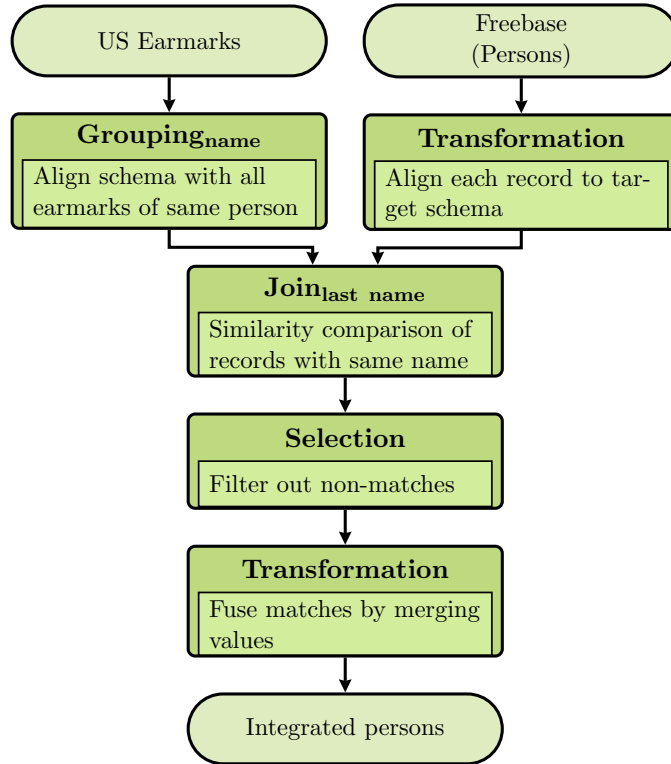 US Earmarks
Freebase
(Persons)
Grouping_name
Align schema with all
earmarks of same person
Transformation
Align each record to tar-
get schema
Join_last name
Similarity comparison of
records with same name
Selection
Filter out non-matches
Transformation
Fuse matches by merging
values
Integrated persons